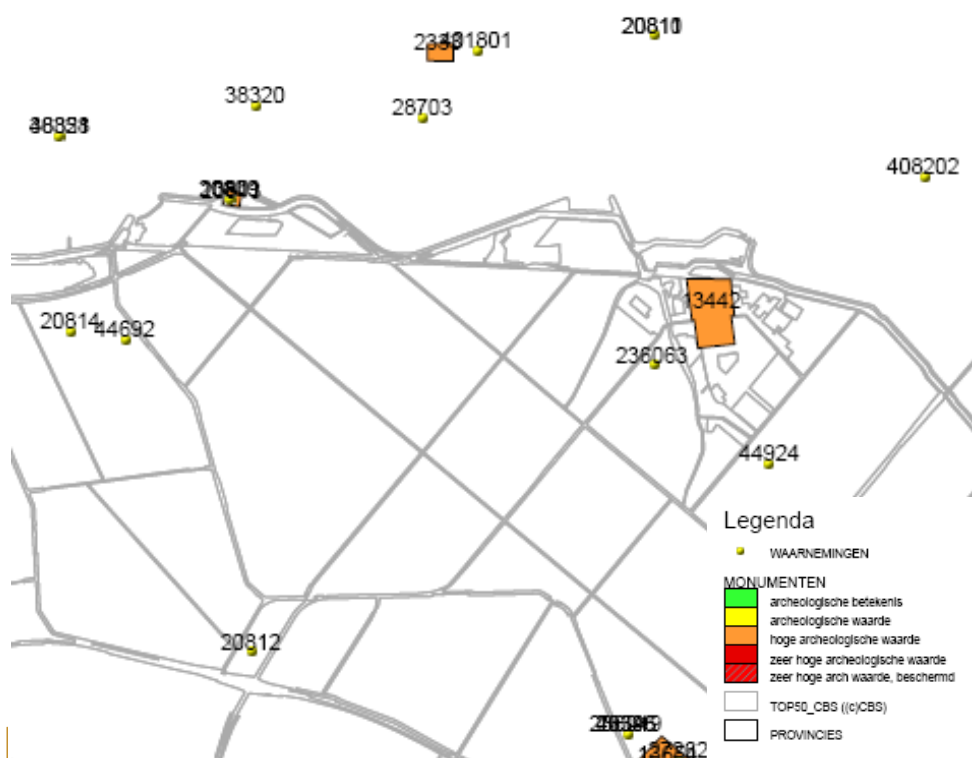 20810
38320
28703
408202
20814
44692
13442
236063
44924
20812
Legenda
WAARNEMINGEN
MONUMENTEN
archeologische betekenis
archeologische waarde
hoge archeologische waarde
zeer hoge archeologische waarde
zeer hoge arch waarde, beschermd
TOP50_CBS ((c)CBS)
PROVINCIES